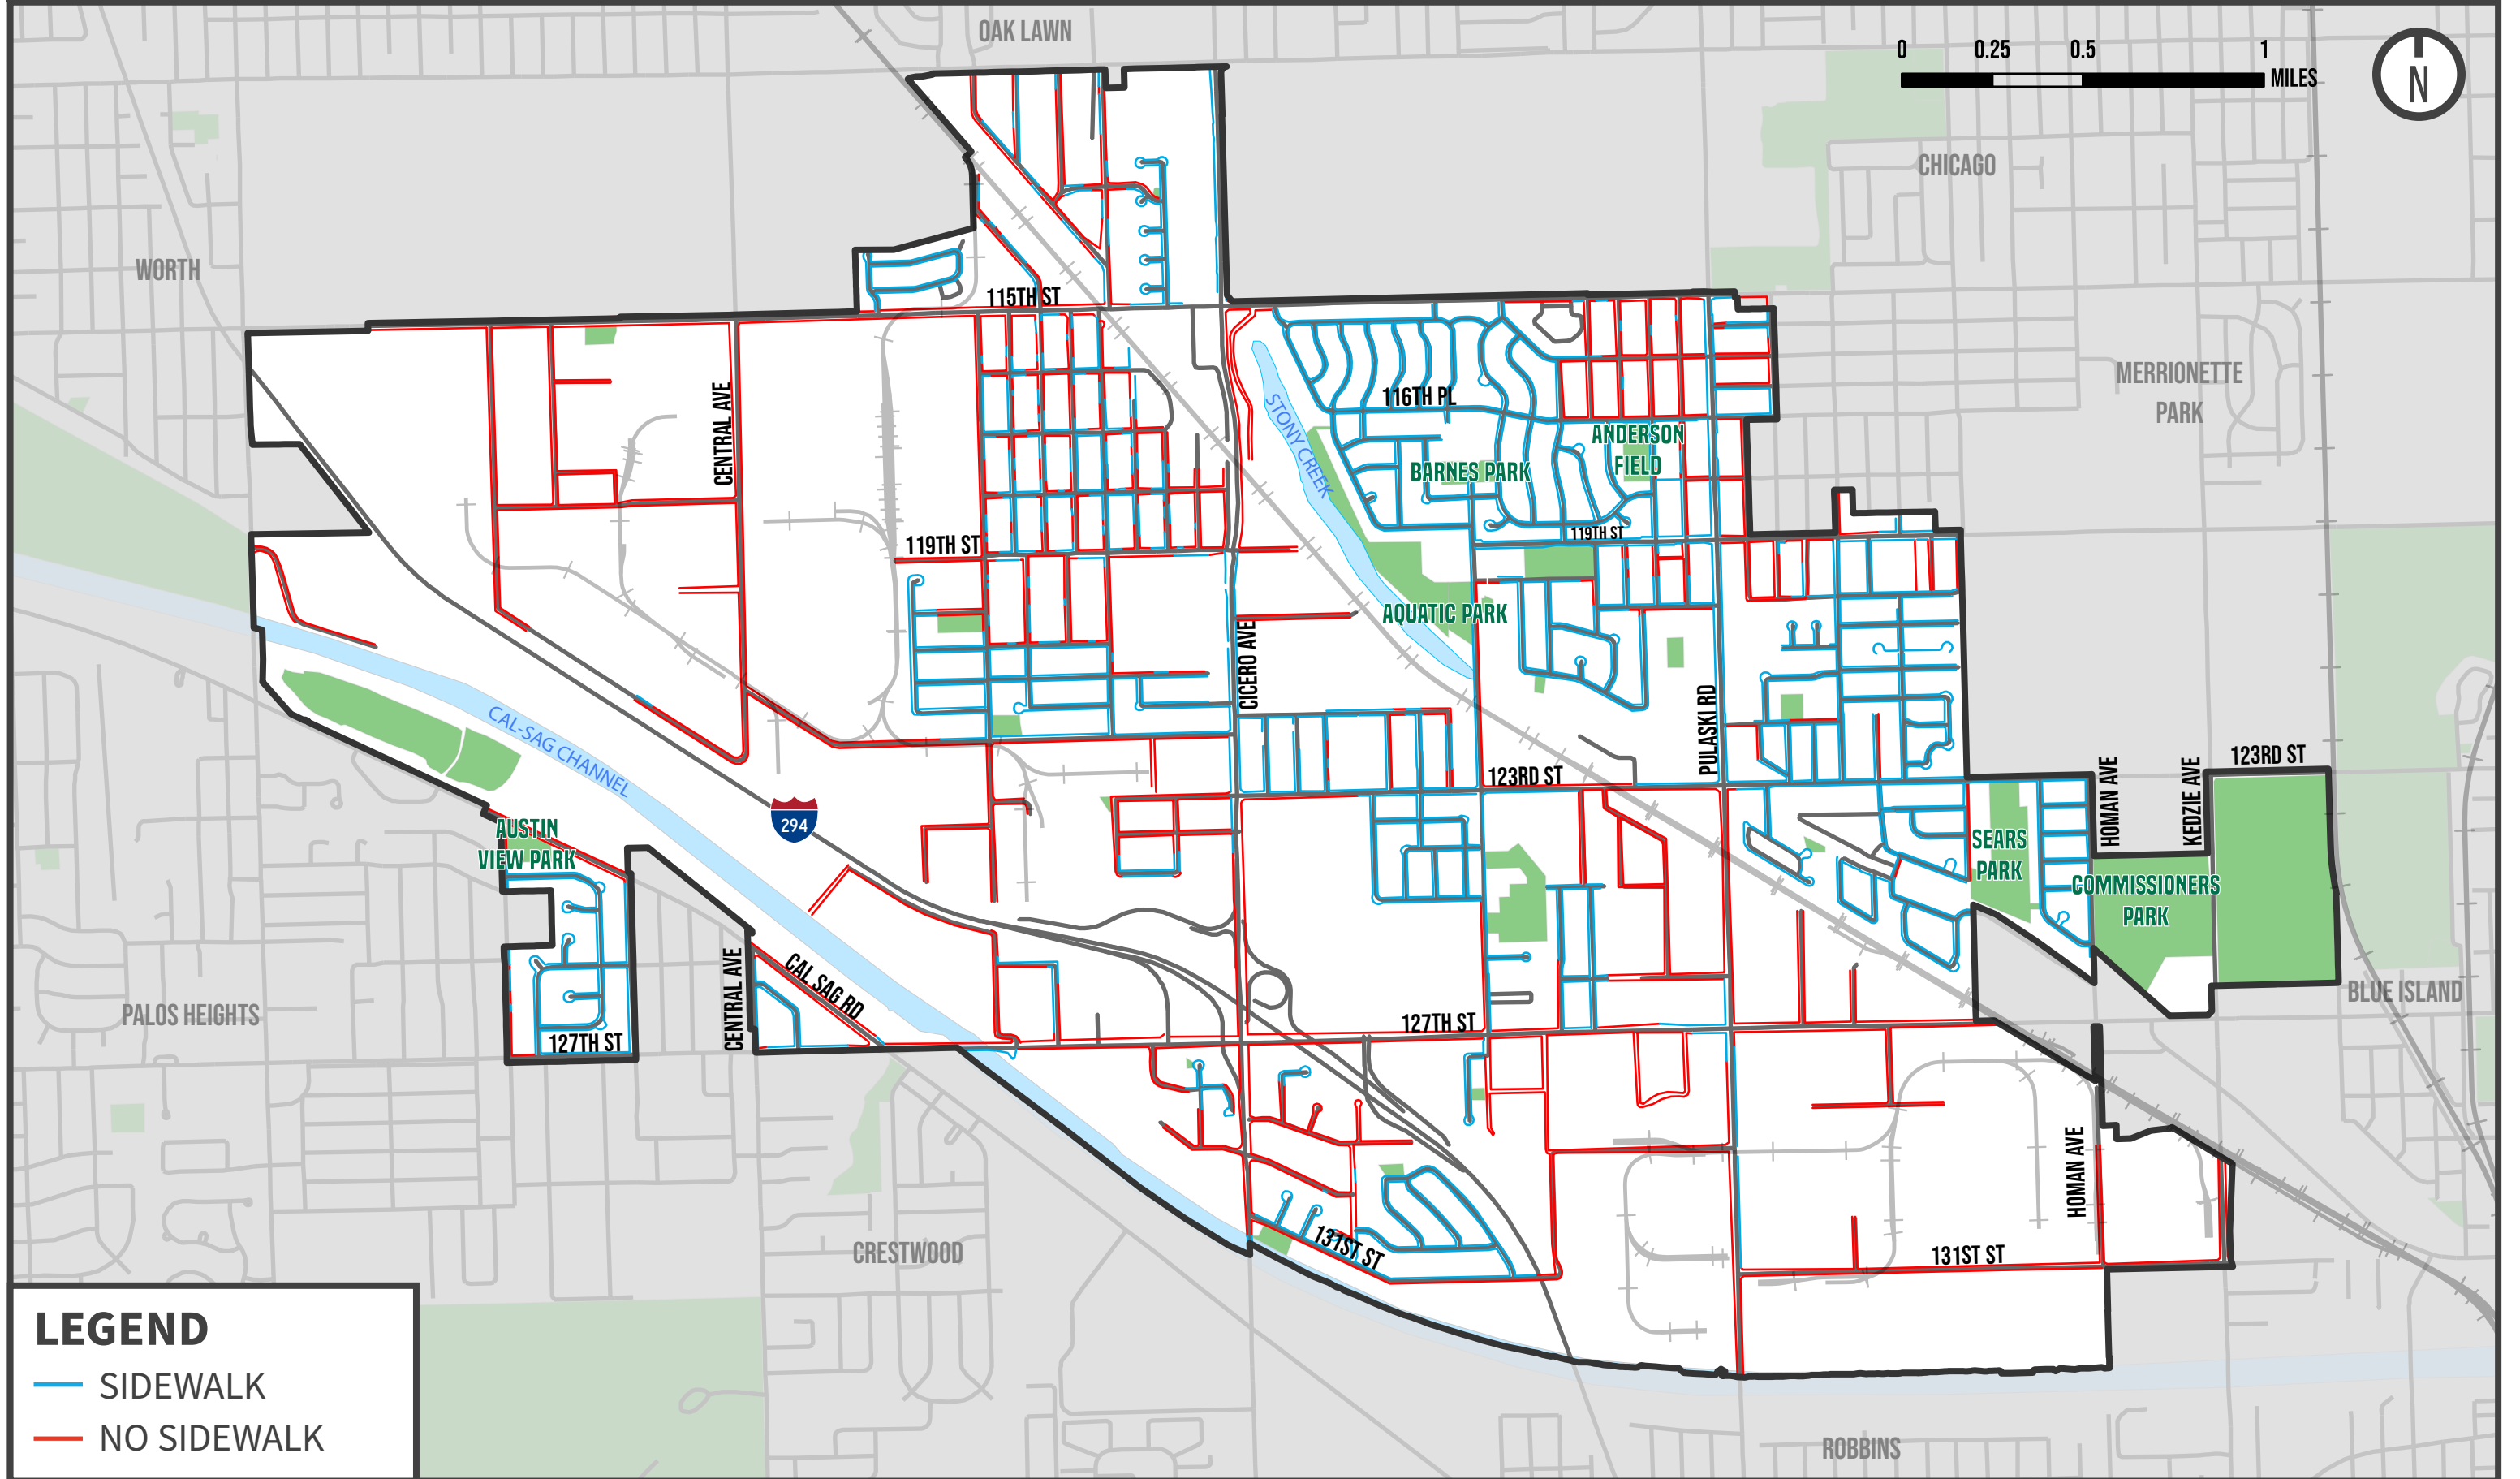 OAK LAWN
0 0.25 0.5 1
MILES
N
CHICAGO
WORTH
115TH ST
MERRIONETTE
PARK
CENTRAL AVE
116TH PL
STONY CREEK
ANDERSON
FIELD
BARNES PARK
119TH ST
119TH ST
AQUATIC PARK
CICERO AVE
PULASKI RD
CAL-SAG CHANNEL
123RD ST
123RD ST
HOMAN AVE
KEDZIE AVE
294
AUSTIN
VIEW PARK
SEARS
PARK
COMMISSIONERS
PARK
CENTRAL AVE
CAL SAG RD
BLUE ISLAND
PALOS HEIGHTS
127TH ST
127TH ST
HOMAN AVE
CRESTWOOD
131ST ST
131ST ST
LEGEND
SIDEWALK
NO SIDEWALK
ROBBINS